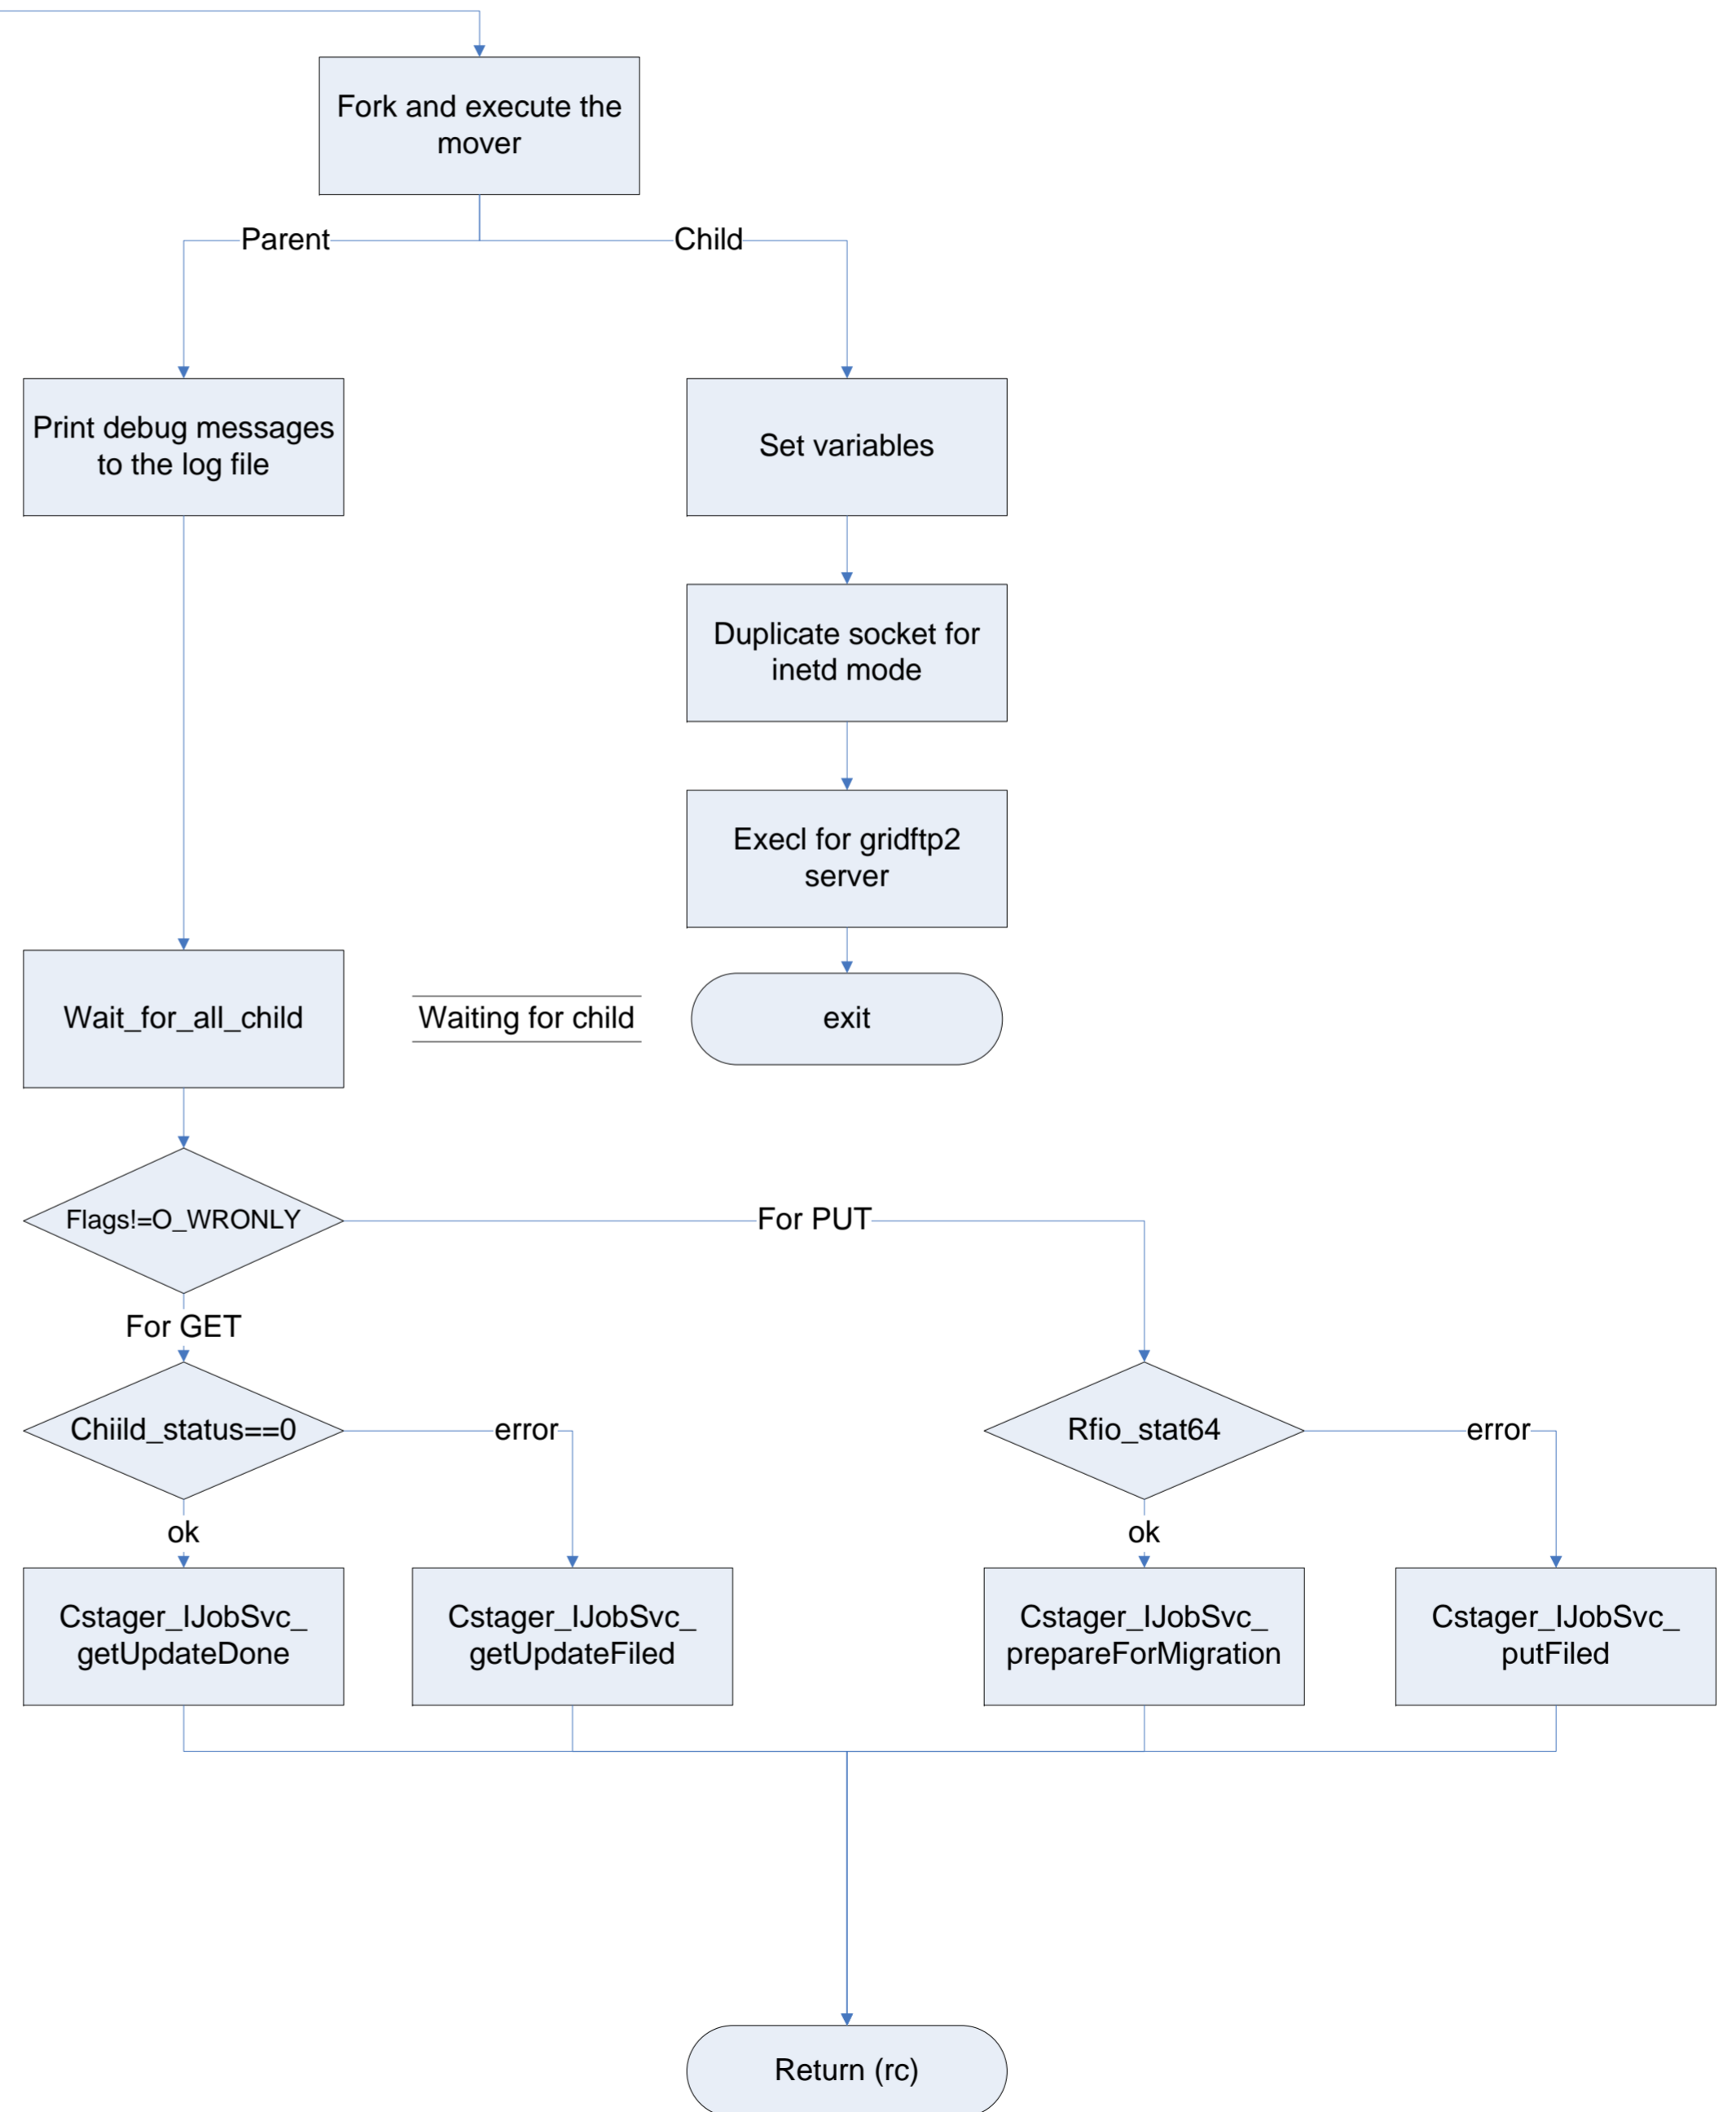 Fork and execute the
mover
Parent
Child
Print debug messages
to the log file
Set variables
Duplicate socket for
inetd mode
Execl for gridftp2
server
Wait_for_all_child
Waiting for child
exit
Flags!=O_WRONLY
For PUT
For GET
Chiild_status==0
error
Rfio_stat64
error
ok
ok
Cstager_IJobSvc_
getUpdateDone
Cstager_IJobSvc_
getUpdateFiled
Cstager_IJobSvc_
prepareForMigration
Cstager_IJobSvc_
putFiled
Return (rc)